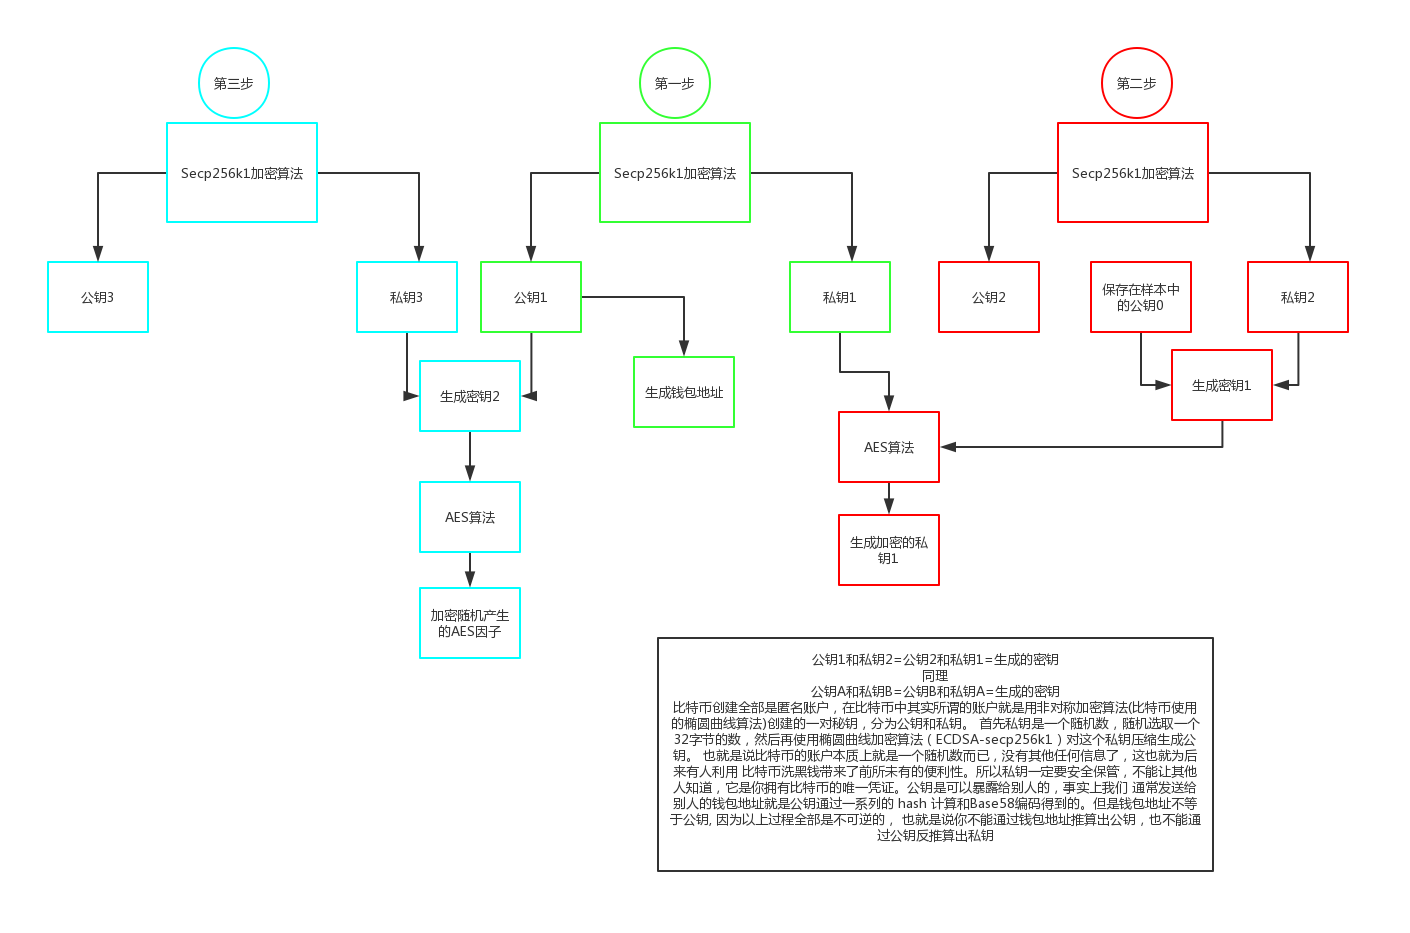 第三步
第一步
第二步
Secp256k1加密算法
Secp256k1加密算法
Secp256k1加密算法
公钥3
私钥3
公钥1
私钥1
公钥2
保存在样本中
的公钥0
私钥2
生成密钥2
生成钱包地址
生成密钥1
AES算法
AES算法
生成加密的私
钥1
加密随机产生
的AES因子
公钥1和私钥2=公钥2和私钥1=生成的密钥
同理
公钥A和私钥B=公钥B和私钥A=生成的密钥
比特币创建全部是匿名账户，在比特币中其实所谓的账户就是用非对称加密算法(比特币使用
的椭圆曲线算法)创建的一对秘钥，分为公钥和私钥。 首先私钥是一个随机数，随机选取一个
32字节的数，然后再使用椭圆曲线加密算法（ECDSA-secp256k1）对这个私钥压缩生成公
钥。 也就是说比特币的账户本质上就是一个随机数而已，没有其他任何信息了，这也就为后
来有人利用 比特币洗黑钱带来了前所未有的便利性。所以私钥一定要安全保管，不能让其他
人知道，它是你拥有比特币的唯一凭证。公钥是可以暴露给别人的，事实上我们 通常发送给
别人的钱包地址就是公钥通过一系列的 hash 计算和Base58编码得到的。但是钱包地址不等
于公钥, 因为以上过程全部是不可逆的， 也就是说你不能通过钱包地址推算出公钥，也不能通
过公钥反推算出私钥